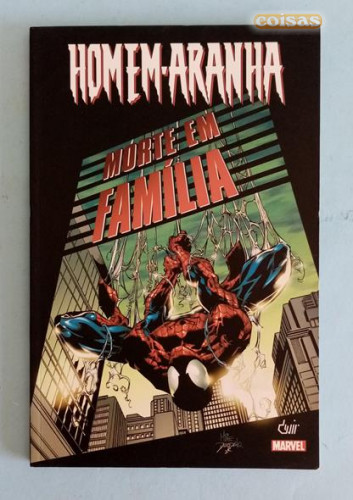 coisas
HOMEM-ARANHA
MORTE EM
FAMÍLIA
MARVEL